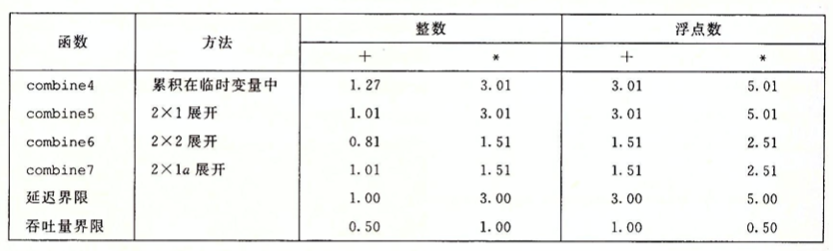 函数 方法 整数 浮点数
+ * + *
combine4 累积在临时变量中 1.27 3.01 3.01 5.01
combine5 2×1 展开 1.01 3.01 3.01 5.01
combine6 2×2 展开 0.81 1.51 1.51 2.51
combine7 2×1a 展开 1.01 1.51 1.51 2.51
延迟界限 1.00 3.00 3.00 5.00
吞吐量界限 0.50 1.00 1.00 0.50